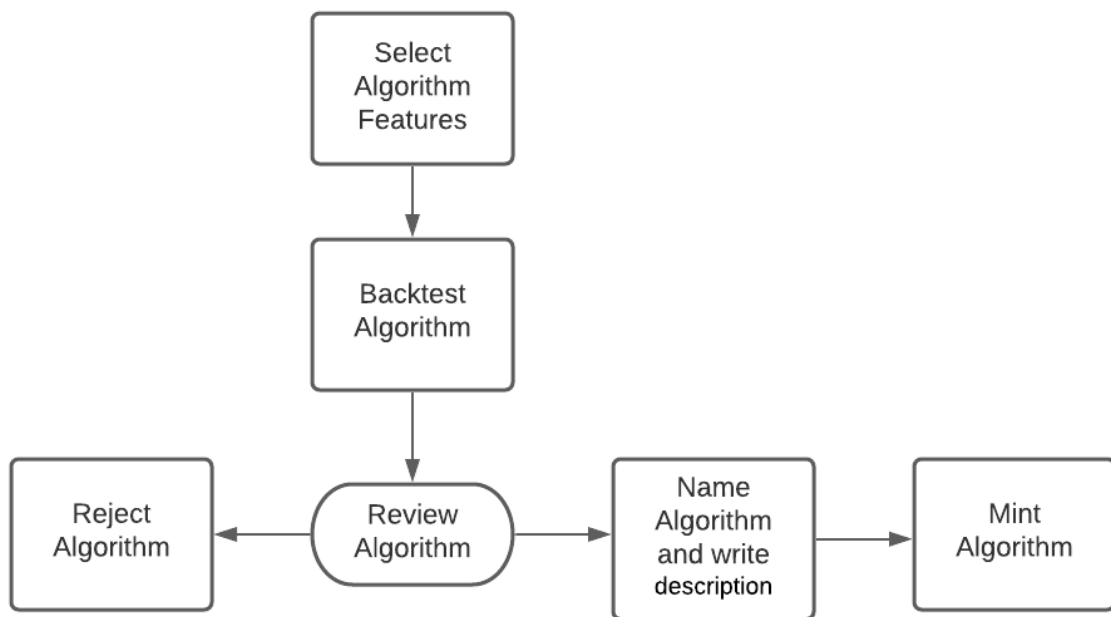 Select
Algorithm
Features
Backtest
Algorithm
Reject
Algorithm
Review
Algorithm
Name
Algorithm
and write
description
Mint
Algorithm